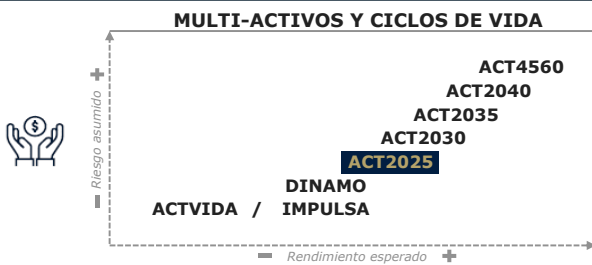 MULTI-ACTIVOS Y CICLOS DE VIDA
ACT4560
ACT2040
ACT2035
ACT2030
ACT2025
DINAMO
ACTVIDA / IMPULSA
Riesgo asumido
Rendimiento esperado
$